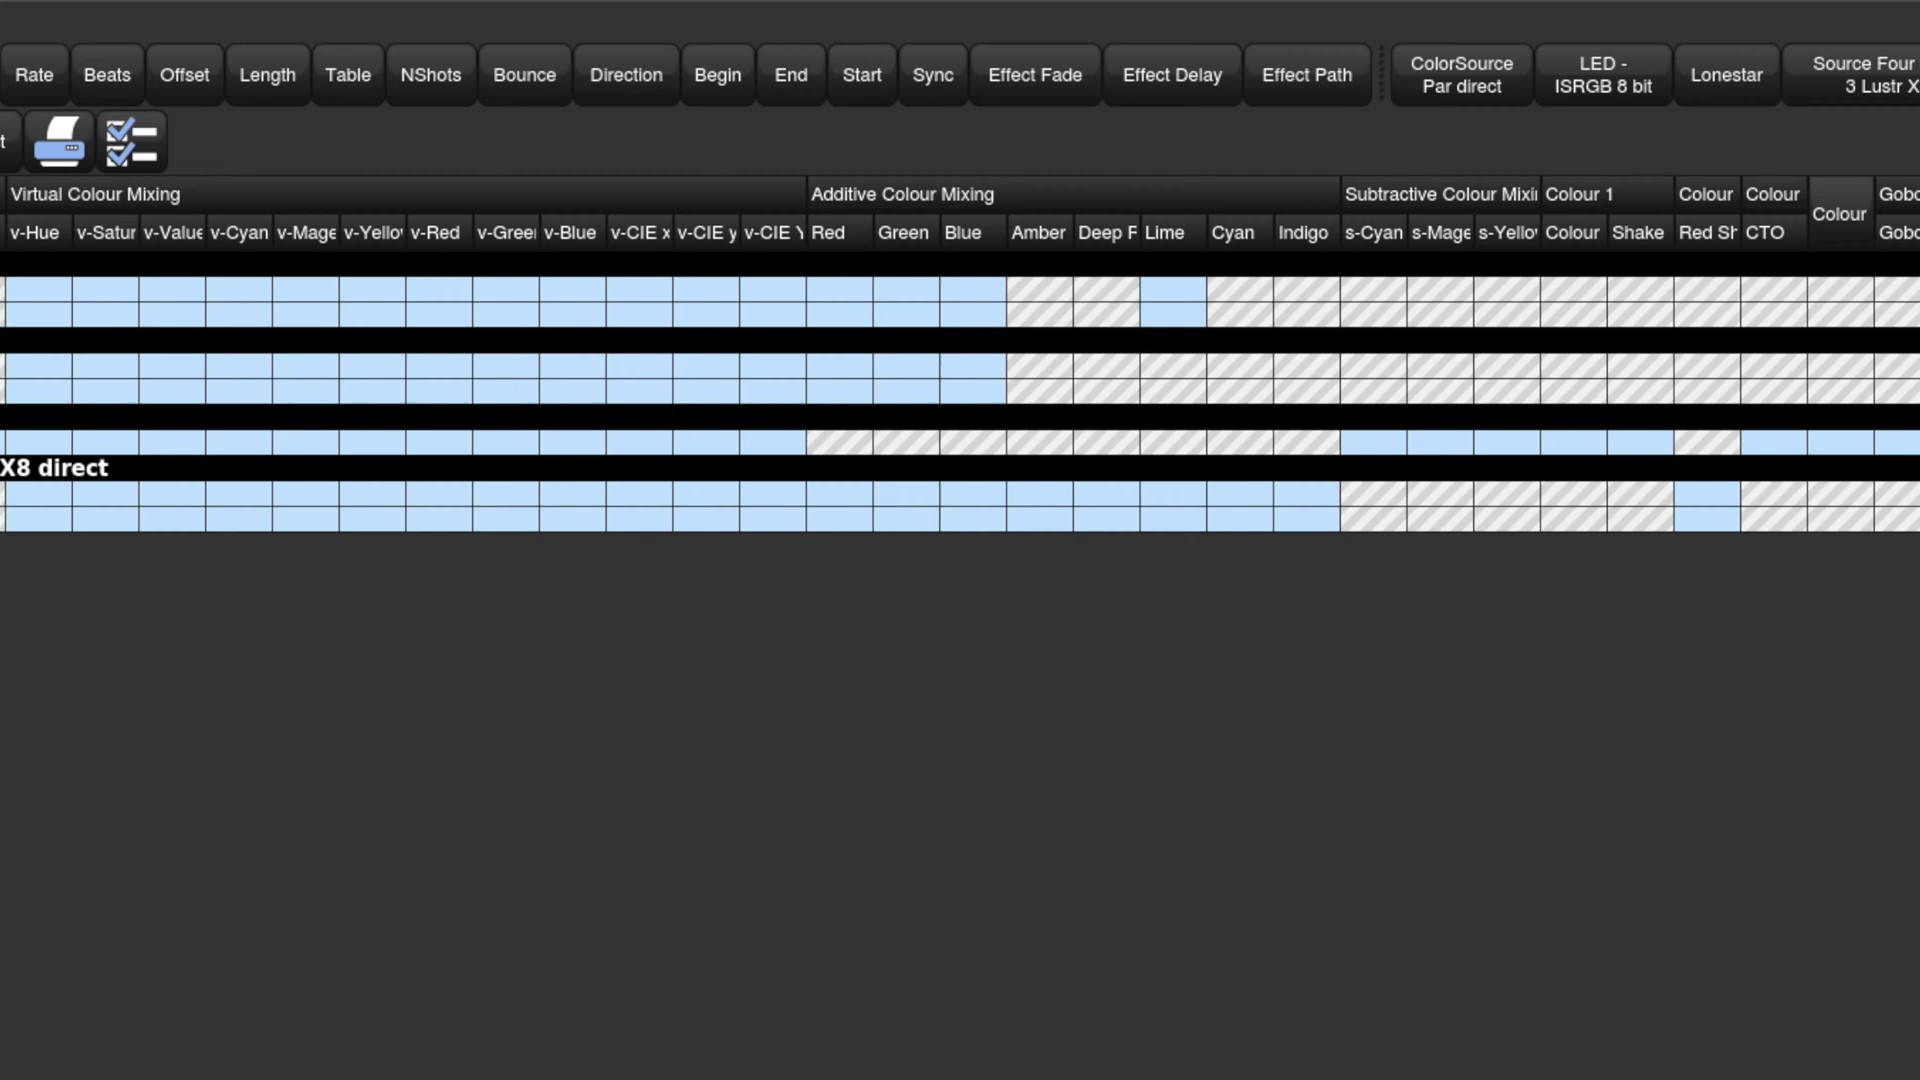 Rate Beats Offset Length Table NShots Bounce Direction Begin End Start Sync Effect Fade Effect Delay Effect Path ColorSource Par direct LED - ISRGB 8 bit Lonestar Source Four 3 Lustr X
t
Virtual Colour Mixing Additive Colour Mixing Subtractive Colour Mixi Colour 1 Colour Colour Colour Gobo
v-Hue v-Satur v-Value v-Cyan v-Mage v-Yello v-Red v-Gree v-Blue v-CIE x v-CIE y v-CIE Y Red Green Blue Amber Deep R Lime Cyan Indigo s-Cyan s-Mage s-Yello Colour Shake Red Sh CTO Gobo
X8 direct